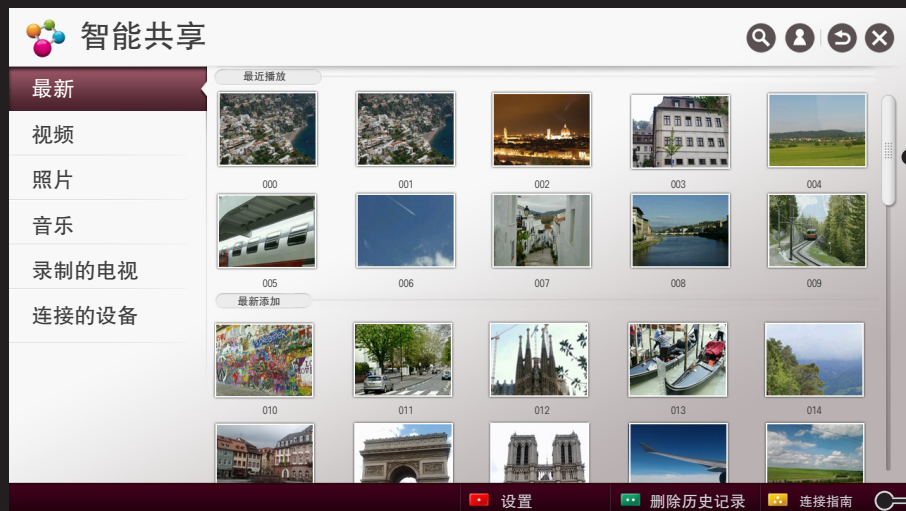 智能共享
最新
视频
照片
音乐
录制的电视
连接的设备
最近播放
000 001 002 003 004
005 006 007 008 009
最新添加
010 011 012 013 014
设置 删除历史记录 连接指南